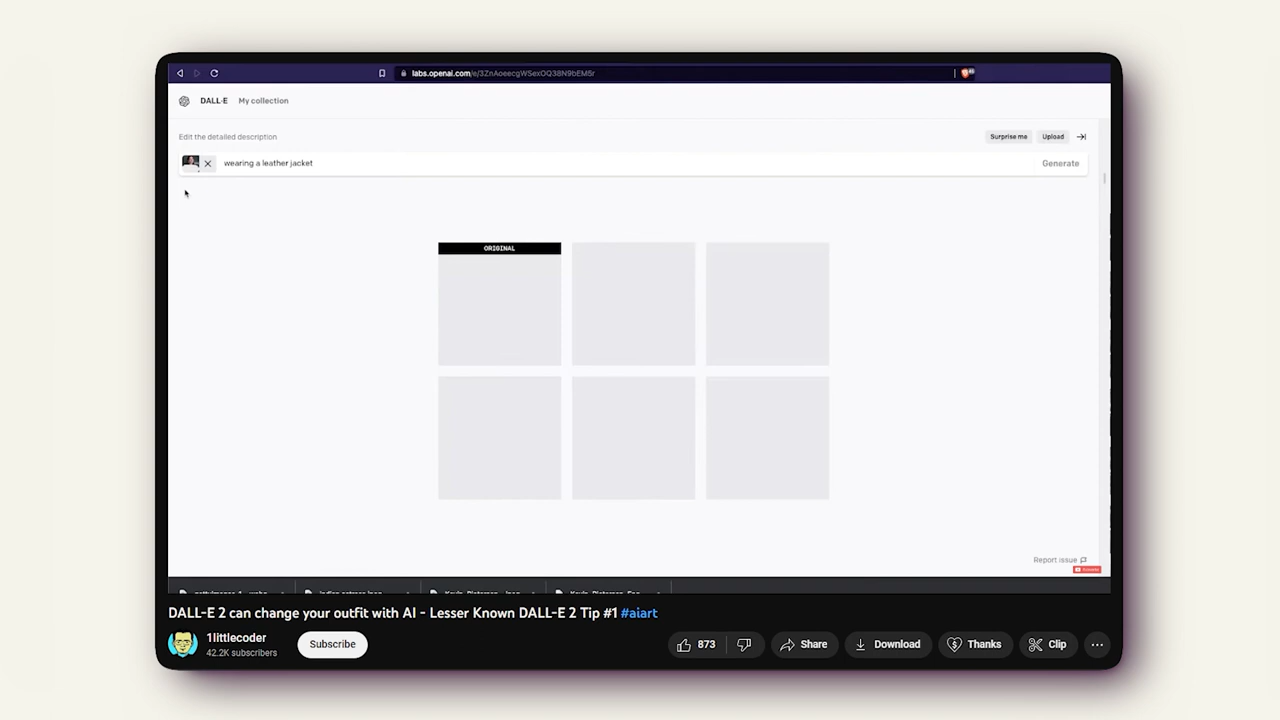 labs.openai.com/e/3ZnAoeecgWSexOQ38N9bEM5r
DALL·E My collection
Edit the detailed description
Surprise me Upload
wearing a leather jacket
Generate
ORIGINAL
Report issue
DALL-E 2 can change your outfit with AI - Lesser Known DALL-E 2 Tip #1 #aiart
1littlecoder
42.2K subscribers
Subscribe
873
Share
Download
Thanks
Clip